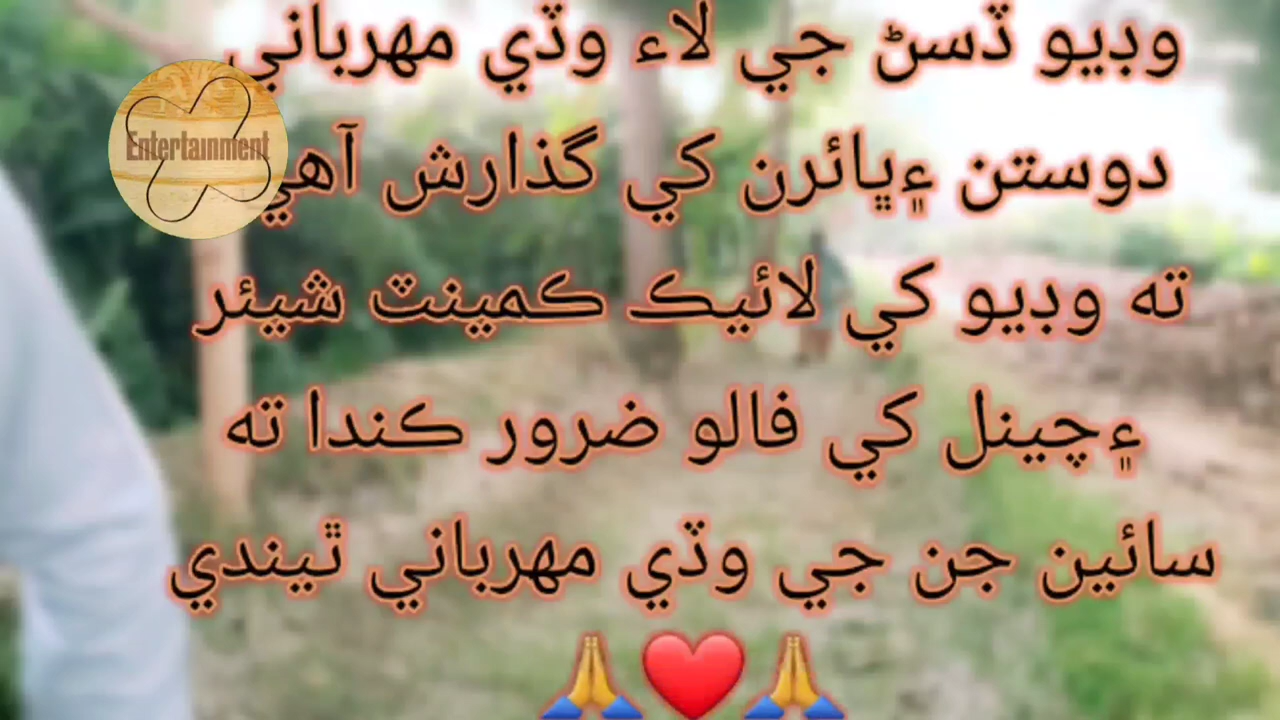 وڊيو ڏسڻ جي لاء وڏي مهرباني
دوستن ۽ڀائرن کي گذارش آهي
ته وڊيو کي لائيڪ ڪمينٽ شيئر
۽چينل کي فالو ضرور ڪندا ته
سائين جن جي وڏي مهرباني ٿيندي
🙏❤️🙏
Entertainment